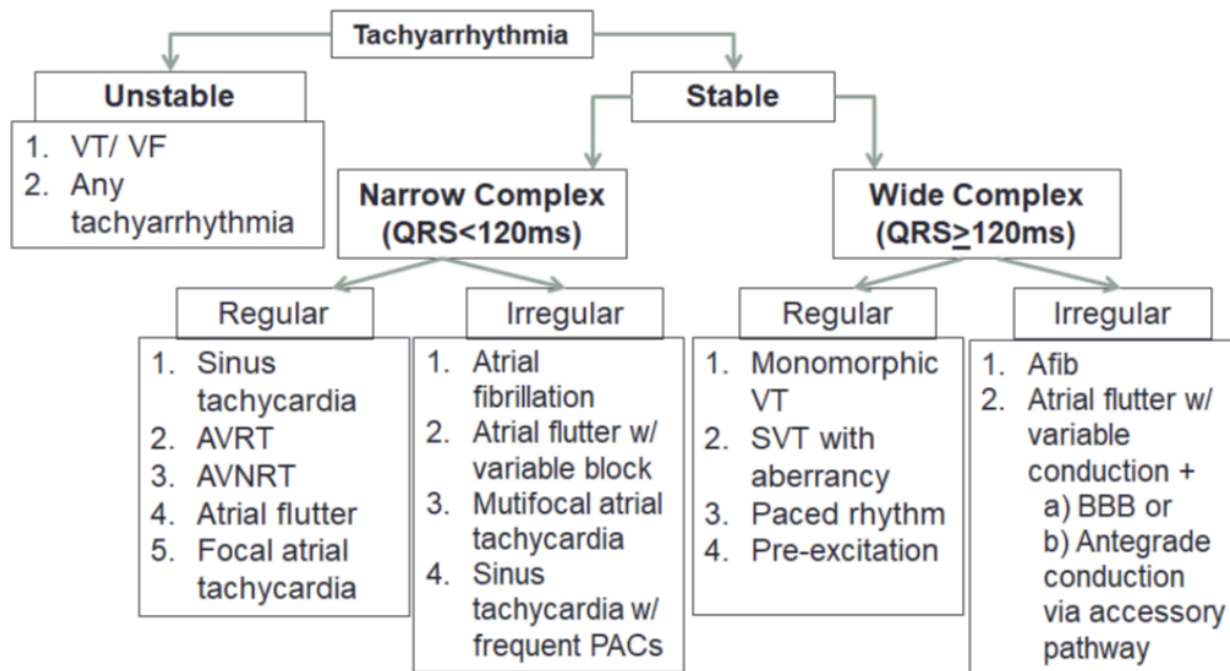 Tachyarrhythmia
Unstable
1. VT/ VF
2. Any
tachyarrhythmia
Stable
Narrow Complex
(QRS<120ms)
Regular
1. Sinus
tachycardia
2. AVRT
3. AVNRT
4. Atrial flutter
5. Focal atrial
tachycardia
Irregular
1. Atrial
fibrillation
2. Atrial flutter w/
variable block
3. Mutifocal atrial
tachycardia
4. Sinus
tachycardia w/
frequent PACs
Wide Complex
(QRS≥120ms)
Regular
1. Monomorphic
VT
2. SVT with
aberrancy
3. Paced rhythm
4. Pre-excitation
Irregular
1. Afib
2. Atrial flutter w/
variable
conduction +
a) BBB or
b) Antegrade
conduction
via accessory
pathway